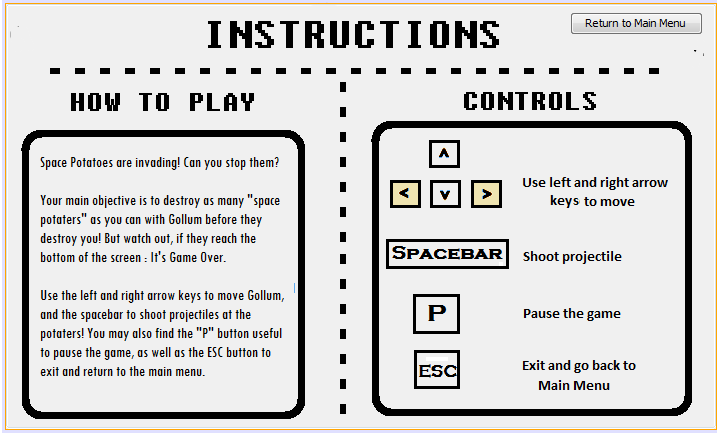 INSTRUCTIONS
Return to Main Menu
HOW TO PLAY
Space Potatoes are invading! Can you stop them?
Your main objective is to destroy as many "space
potaters" as you can with Gollum before they
destroy you! But watch out, if they reach the
bottom of the screen : It's Game Over.
Use the left and right arrow keys to move Gollum,
and the spacebar to shoot projectiles at the
potaters! You may also find the "P" button useful
to pause the game, as well as the ESC button to
exit and return to the main menu.
CONTROLS
^
< v >
Use left and right arrow
keys to move
SPACEBAR
Shoot projectile
P
Pause the game
ESC
Exit and go back to
Main Menu